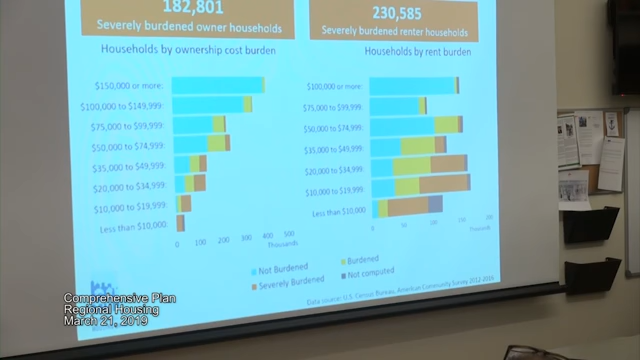 182,801
230,585
Severely burdened owner households
Severely burdened renter households
Households by ownership cost burden
Households by rent burden
$150,000 or more:
$100,000 to $149,999:
$75,000 to $99,999:
$50,000 to $74,999:
$35,000 to $49,999:
$20,000 to $34,999:
$10,000 to $19,999:
Less than $10,000:
0 100 200 300 400 500
Thousands
$100,000 or more:
$75,000 to $99,999:
$50,000 to $74,999:
$35,000 to $49,999:
$20,000 to $34,999:
$10,000 to $19,999:
Less than $10,000:
0 50 100 150
Thousands
Not Burdened
Burdened
Severely Burdened
Not computed
Data source: U.S. Census Bureau, American Community Survey 2012-2016
Comprehensive Plan
Regional Housing
March 21, 2019